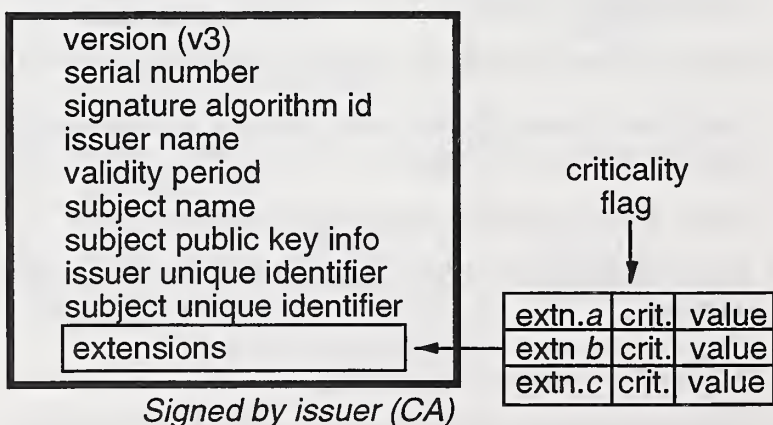 version (v3)
serial number
signature algorithm id
issuer name
validity period
subject name
subject public key info
issuer unique identifier
subject unique identifier
extensions
Signed by issuer (CA)
criticality
flag
extn.a crit. value
extn b crit. value
extn.c crit. value